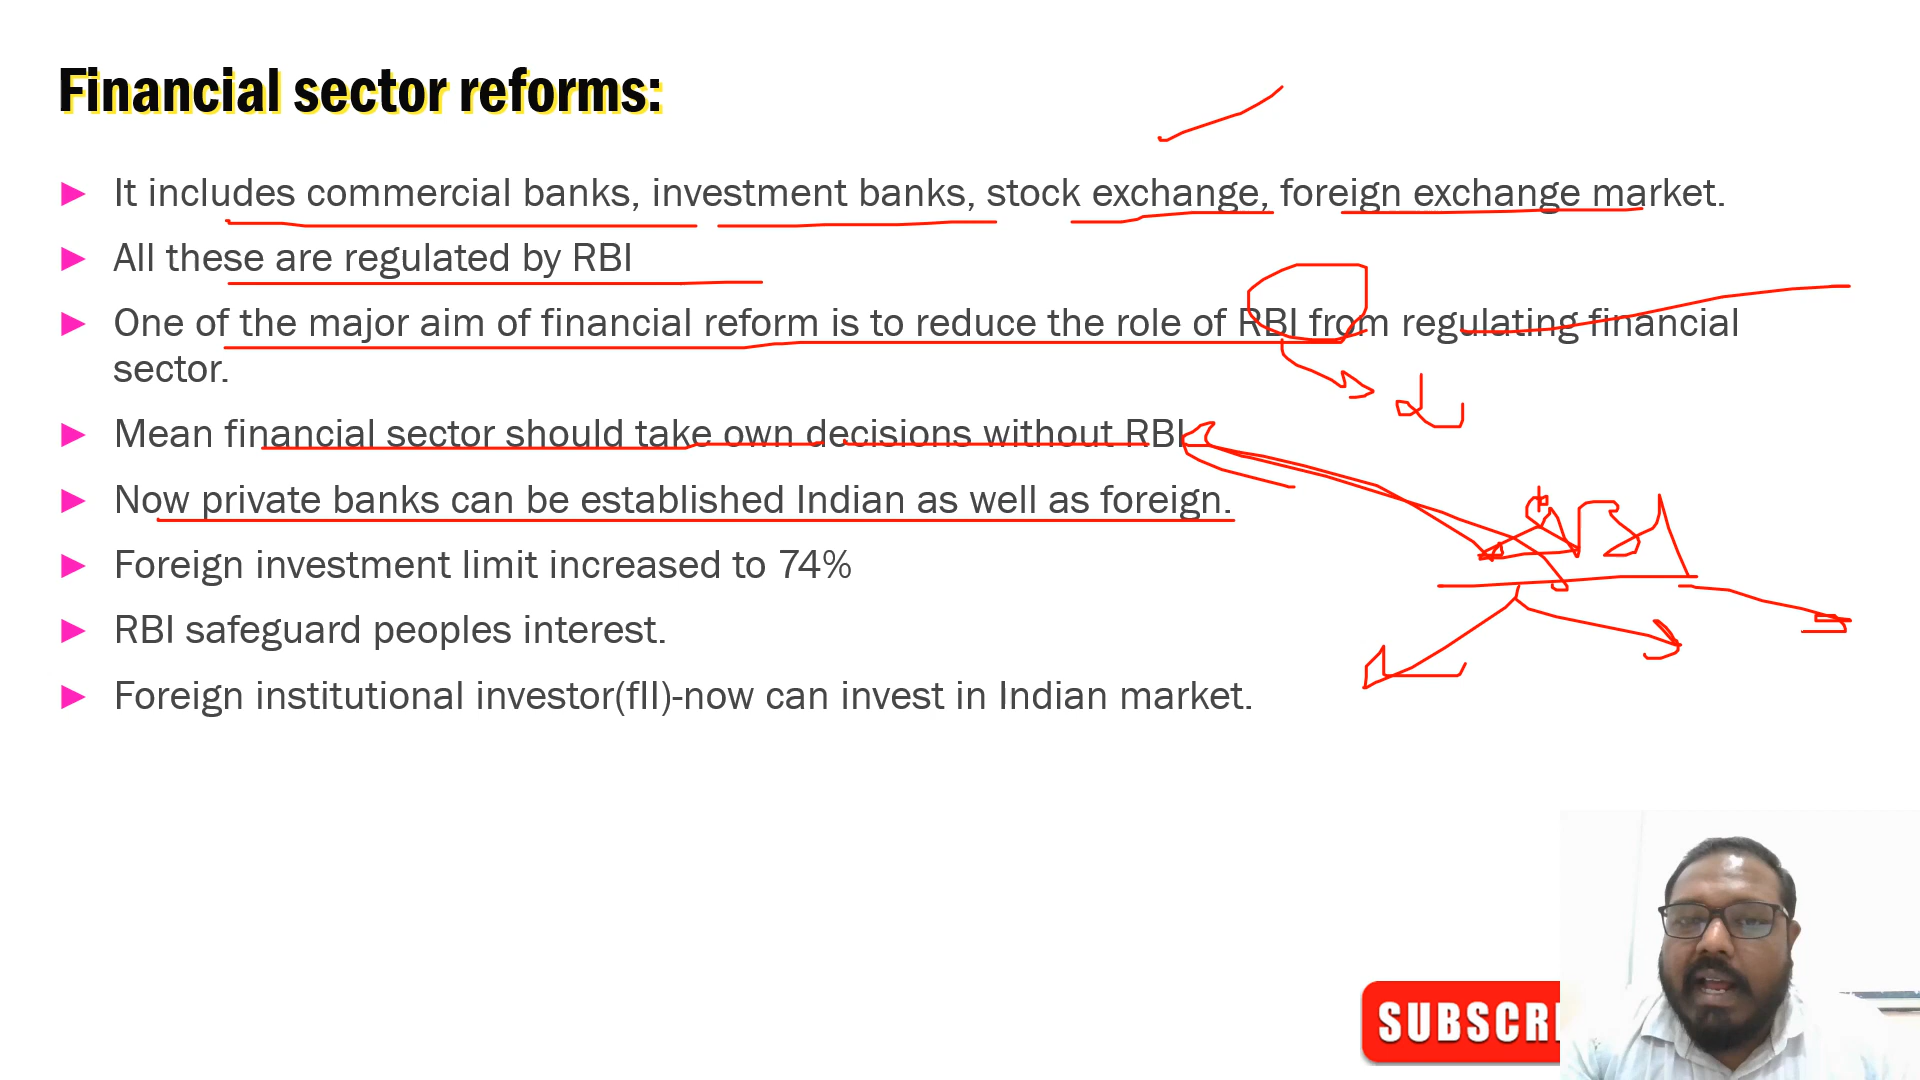 Financial sector reforms:
It includes commercial banks, investment banks, stock exchange, foreign exchange market.
All these are regulated by RBI
One of the major aim of financial reform is to reduce the role of RBI from regulating financial
sector.
Mean financial sector should take own decisions without RBI
Now private banks can be established Indian as well as foreign.
Foreign investment limit increased to 74%
RBI safeguard peoples interest.
Foreign institutional investor(fII)-now can invest in Indian market.
RBI
SUBSCRI